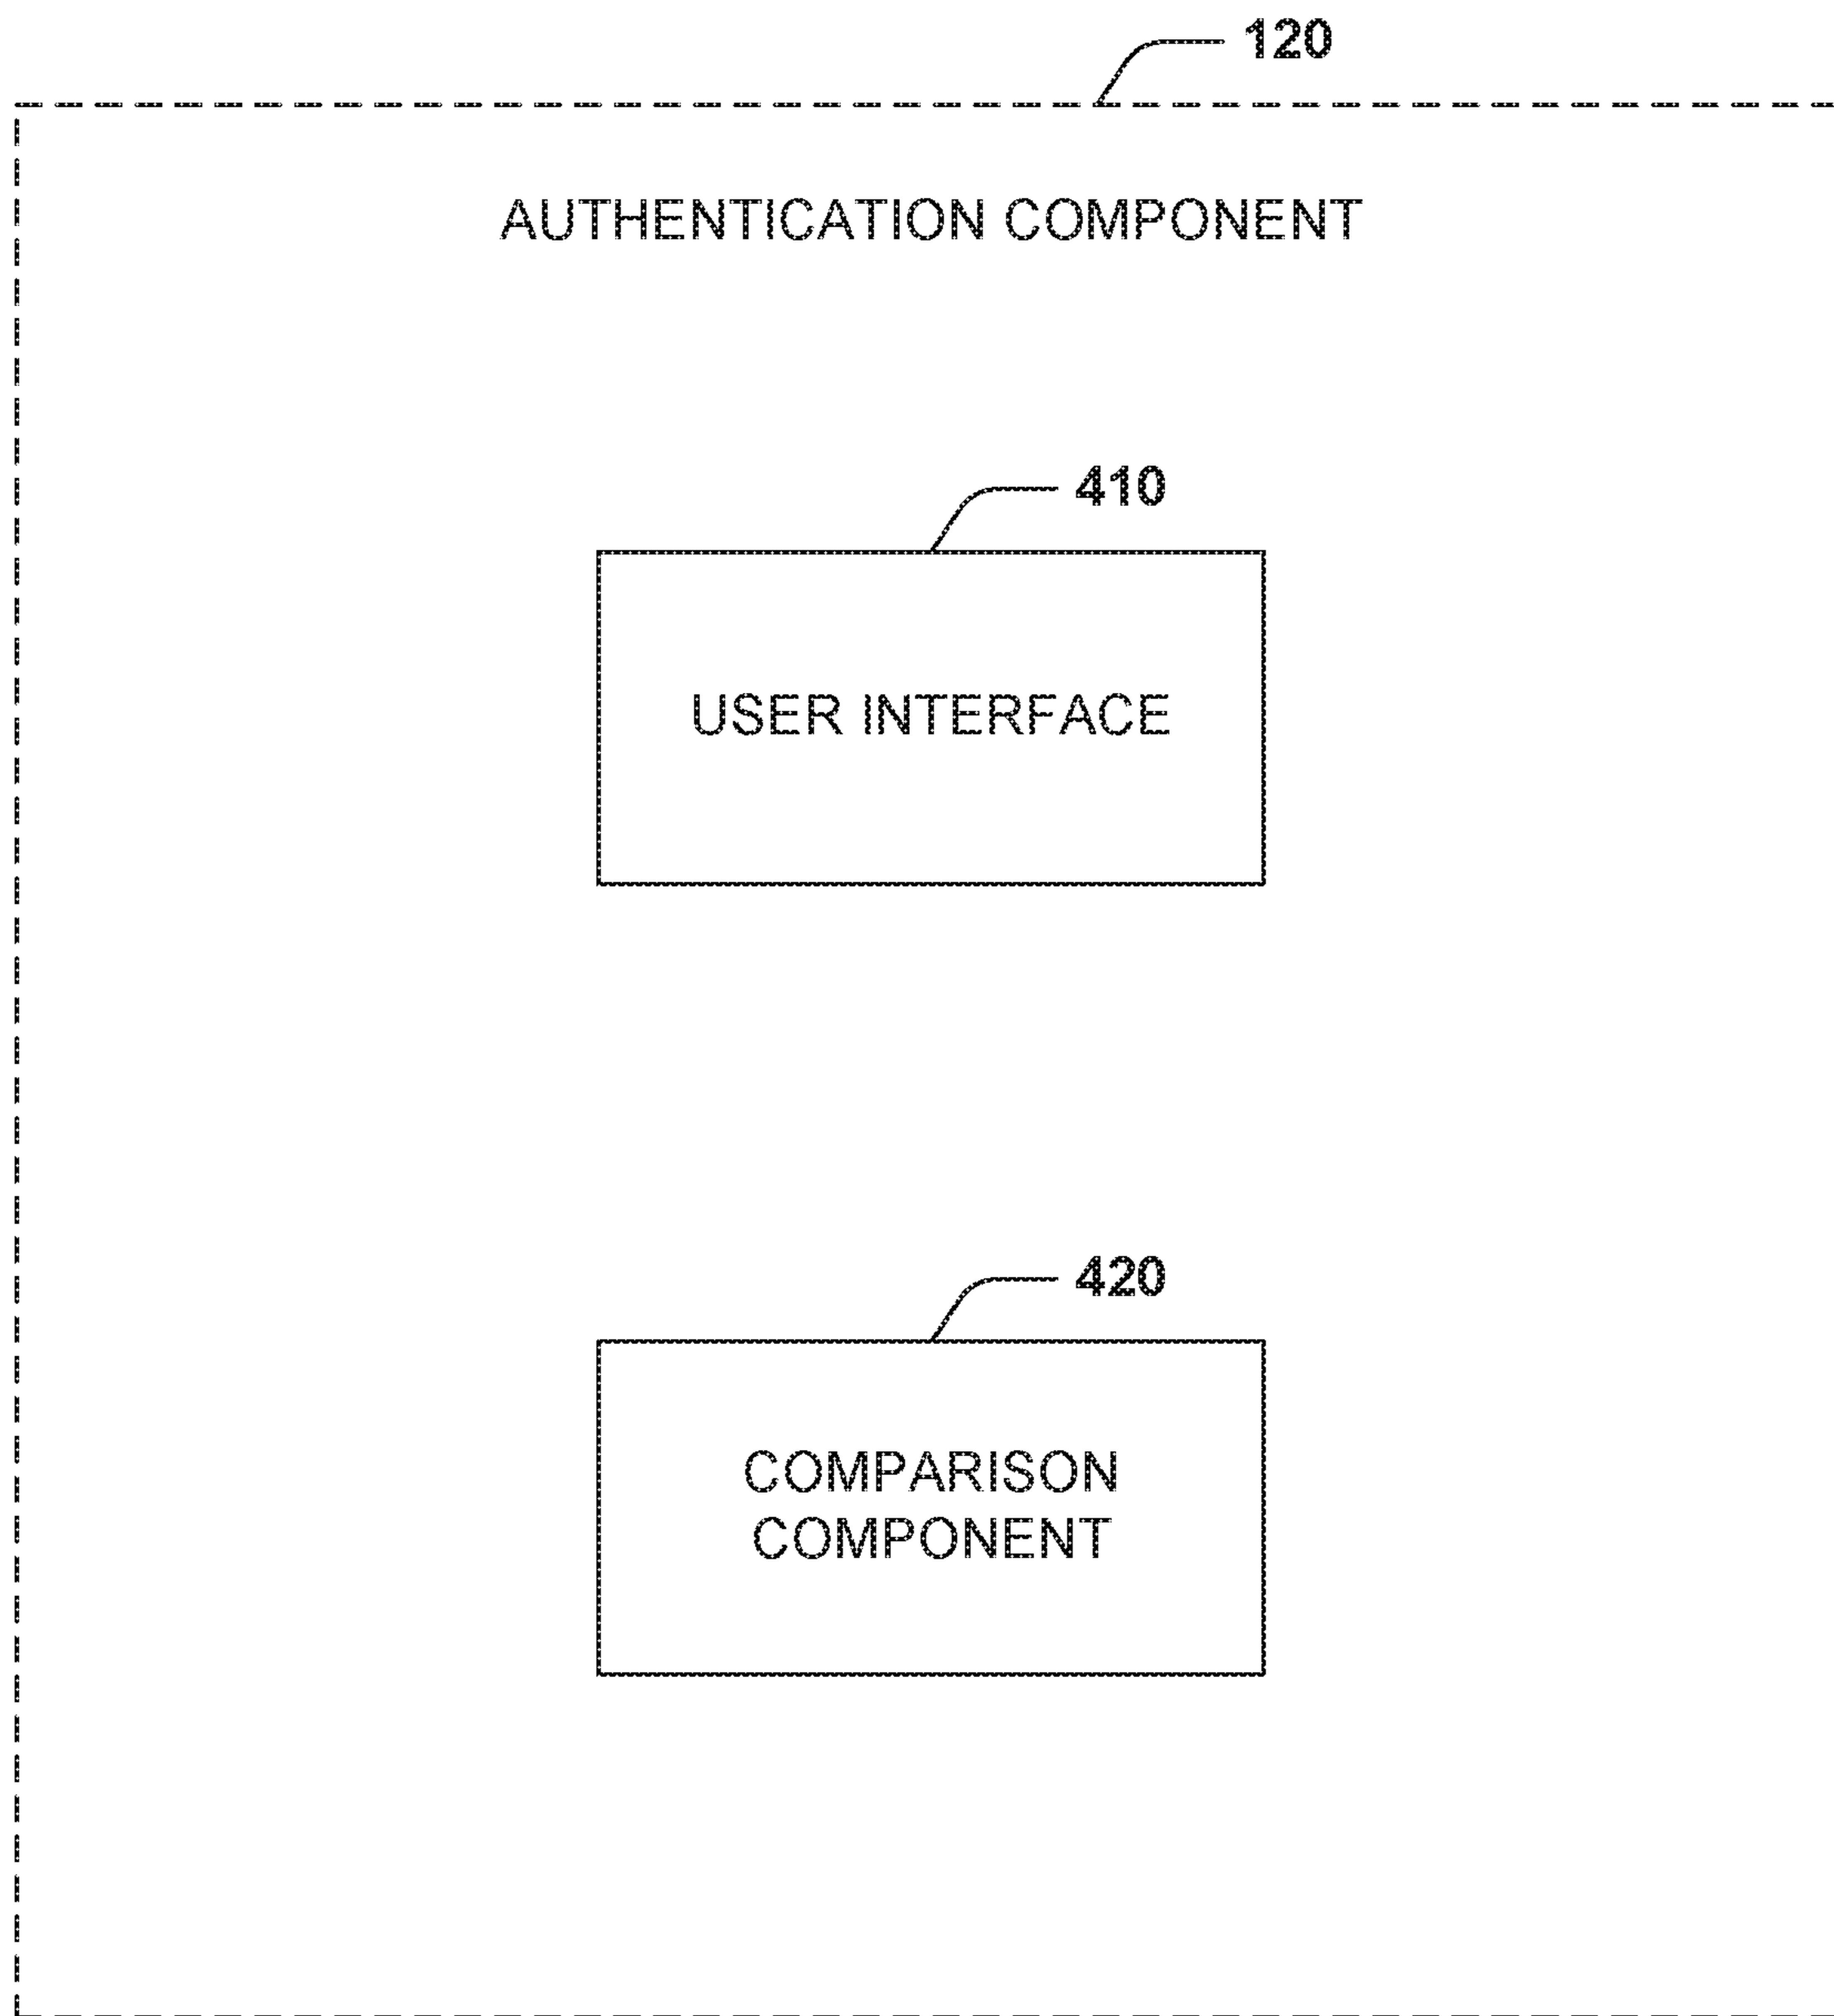 120
AUTHENTICATION COMPONENT
410
USER INTERFACE
420
COMPARISON
COMPONENT